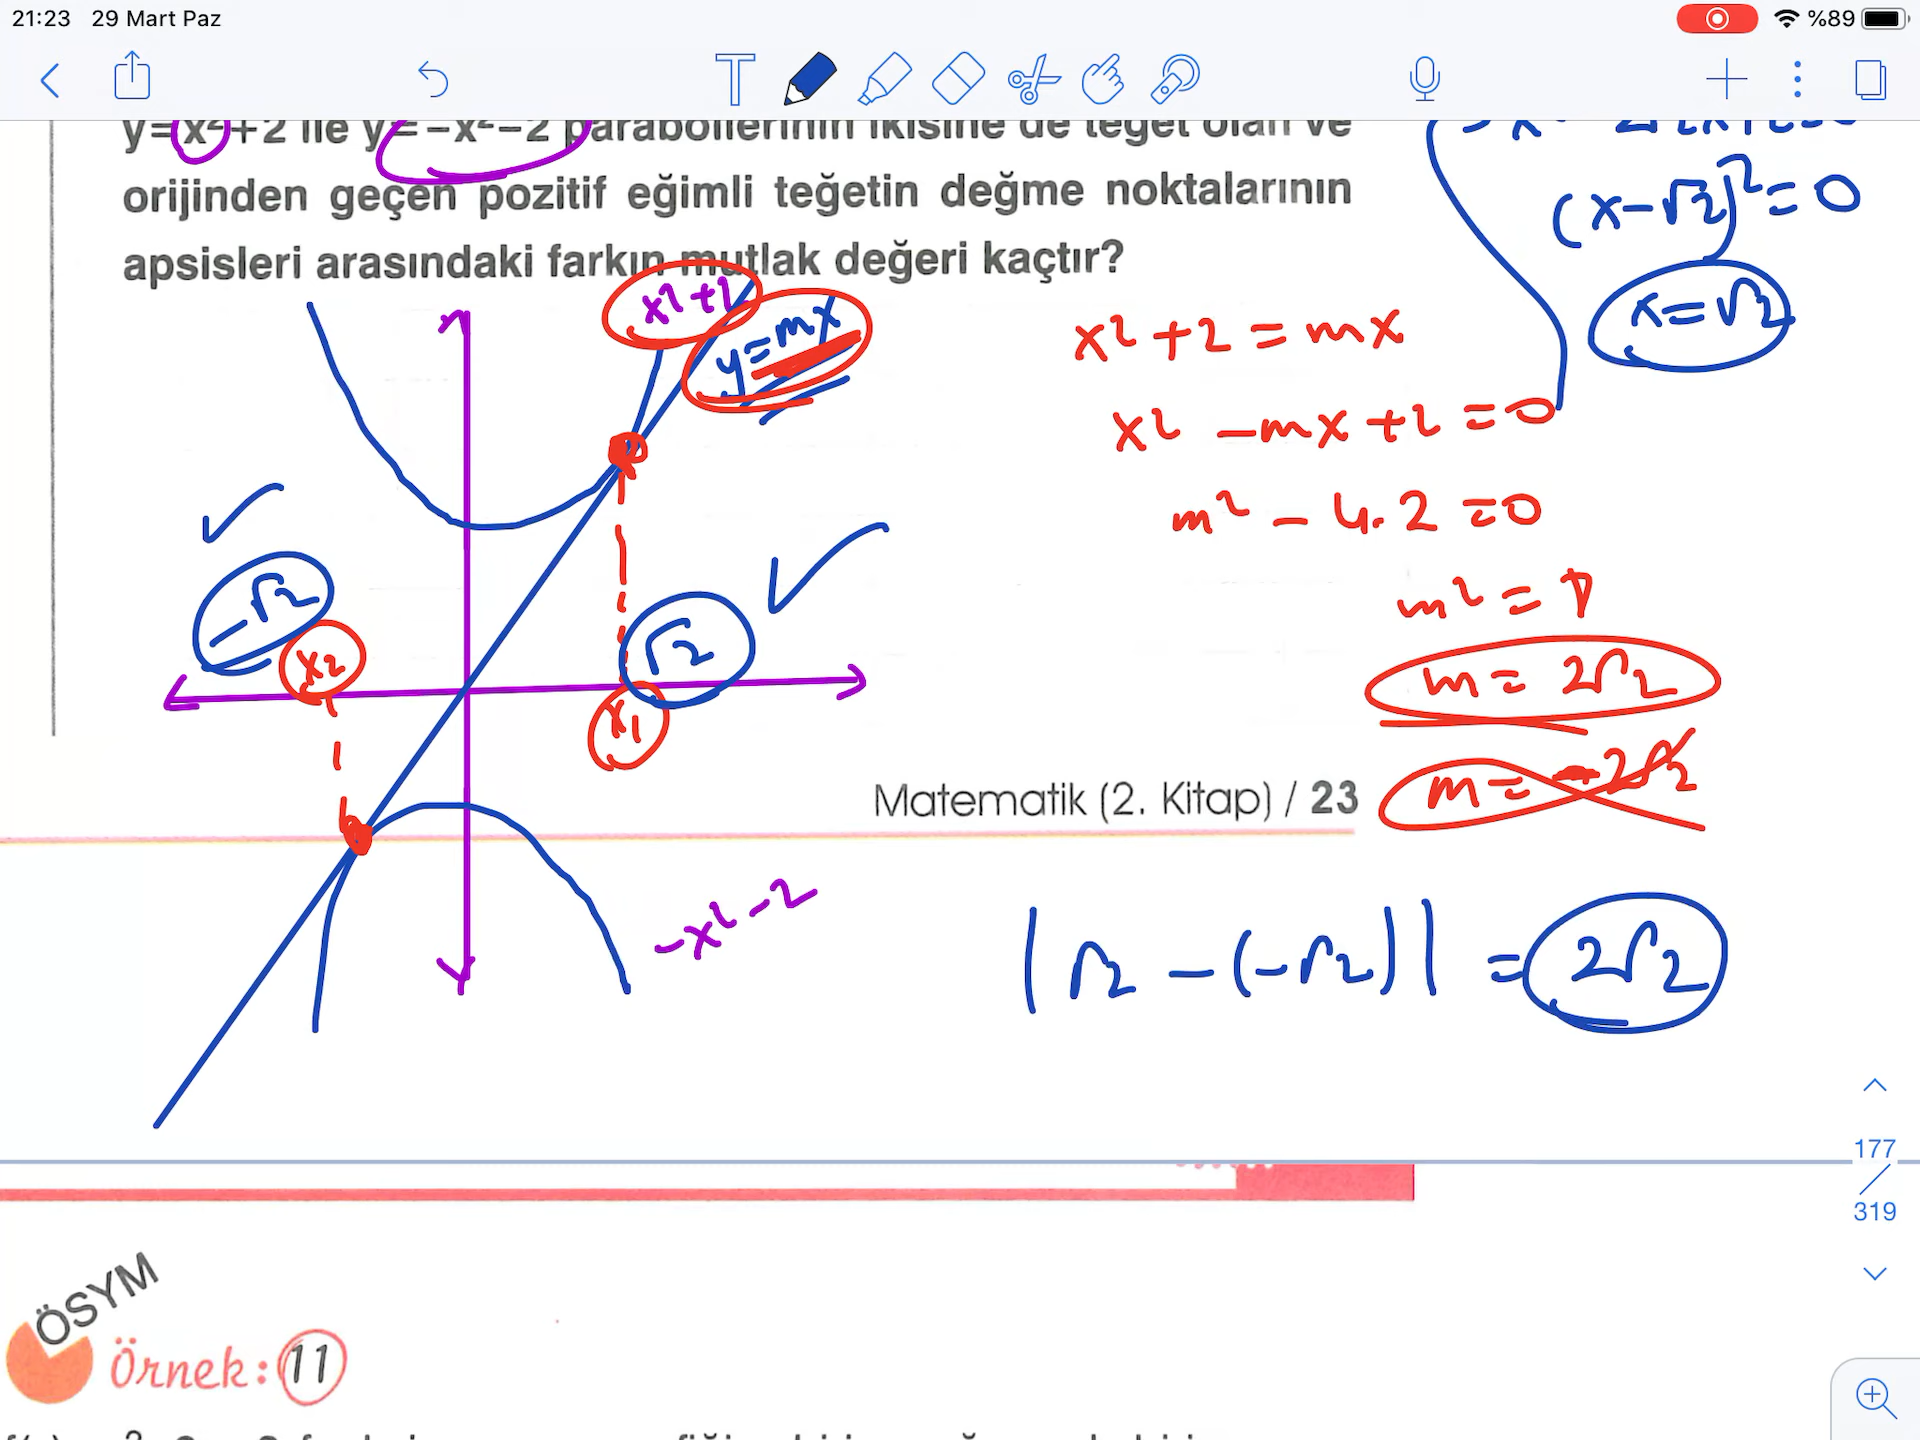 21:23 29 Mart Paz
%89
y=x²+2 ile y=−x²−2 parabollerinin ikisine de teğet olan ve
orijinden geçen pozitif eğimli teğetin değme noktalarının
apsisleri arasındaki farkın mutlak değeri kaçtır?
(x−√2)²=0
x=√2
x²+2
y=mx
x²+2=mx
x²−mx+2=0
m²−4.2=0
m²=8
m=2√2
m=−2√2
−√2
x2
√2
x1
Matematik (2. Kitap) / 23
−x²−2
|√2−(−√2)|=2√2
177
319
ÖSYM
Örnek: 11